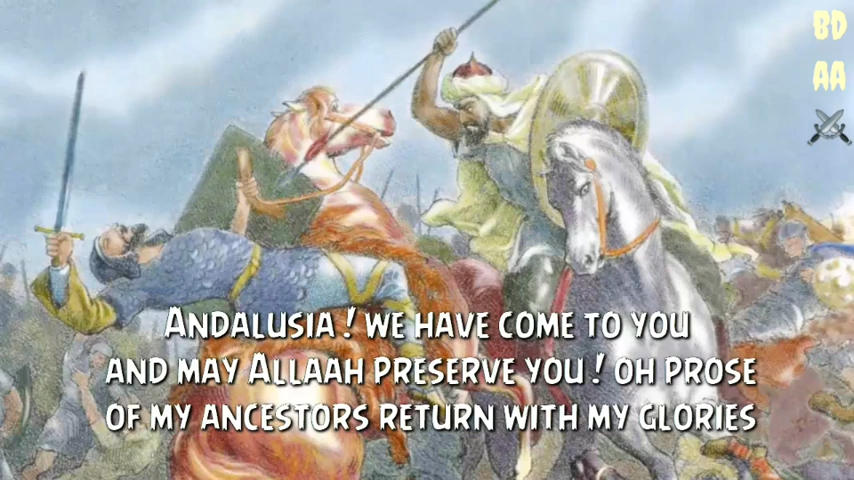 BD
AA
Andalusia ! we have come to you
and may Allaah preserve you ! oh prose
of my ancestors return with my glories